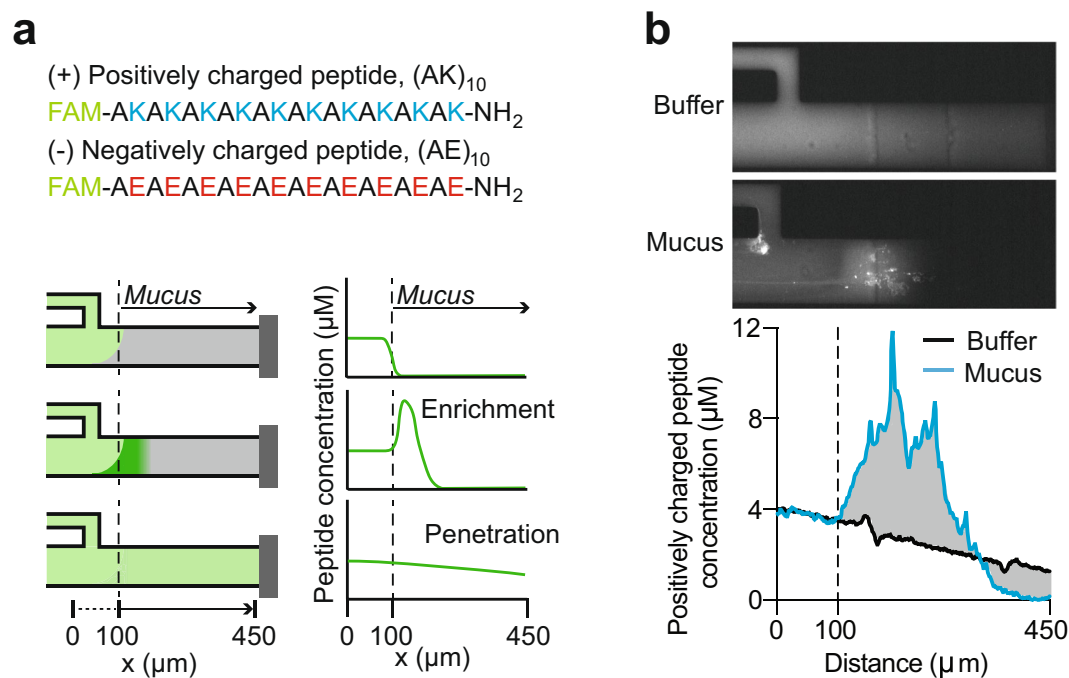 a
(+) Positively charged peptide, (AK)10
FAM-AKAKAKAKAKAKAKAKAKAK-NH2
(-) Negatively charged peptide, (AE)10
FAM-AEAEAEAEAEAEAEAEAEAE-NH2
Mucus
0 100 450
x (µm)
Peptide concentration (µM)
Mucus
Enrichment
Penetration
0 100 450
x (µm)
b
Buffer
Mucus
Positively charged peptide
concentration (µM)
12
8
4
0
Buffer
Mucus
0 100 450
Distance (µm)